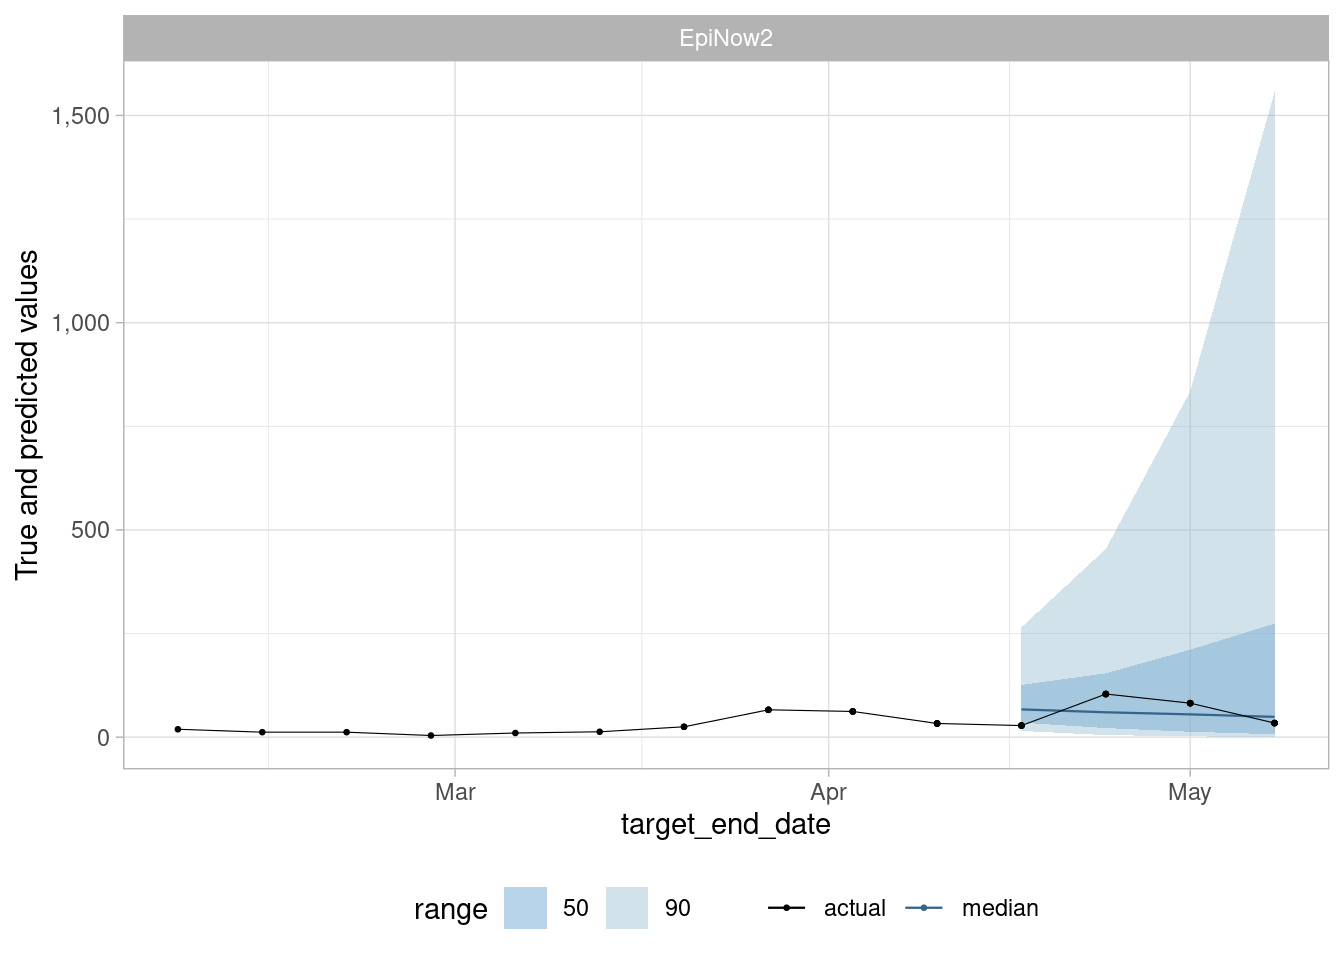 EpiNow2
True and predicted values
1,500
1,000
500
0
Mar Apr May
target_end_date
range 50 90 actual median